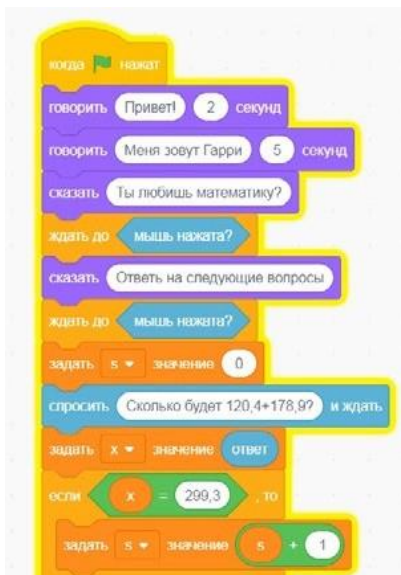 когда нажат
говорить Привет! 2 секунд
говорить Меня зовут Гарри 5 секунд
сказать Ты любишь математику?
ждать до мышь нажата?
сказать Ответь на следующие вопросы
ждать до мышь нажата?
задать s значение 0
спросить Сколько будет 120,4+178,9? и ждать
задать x значение ответ
если x = 299,3 , то
задать s значение s + 1